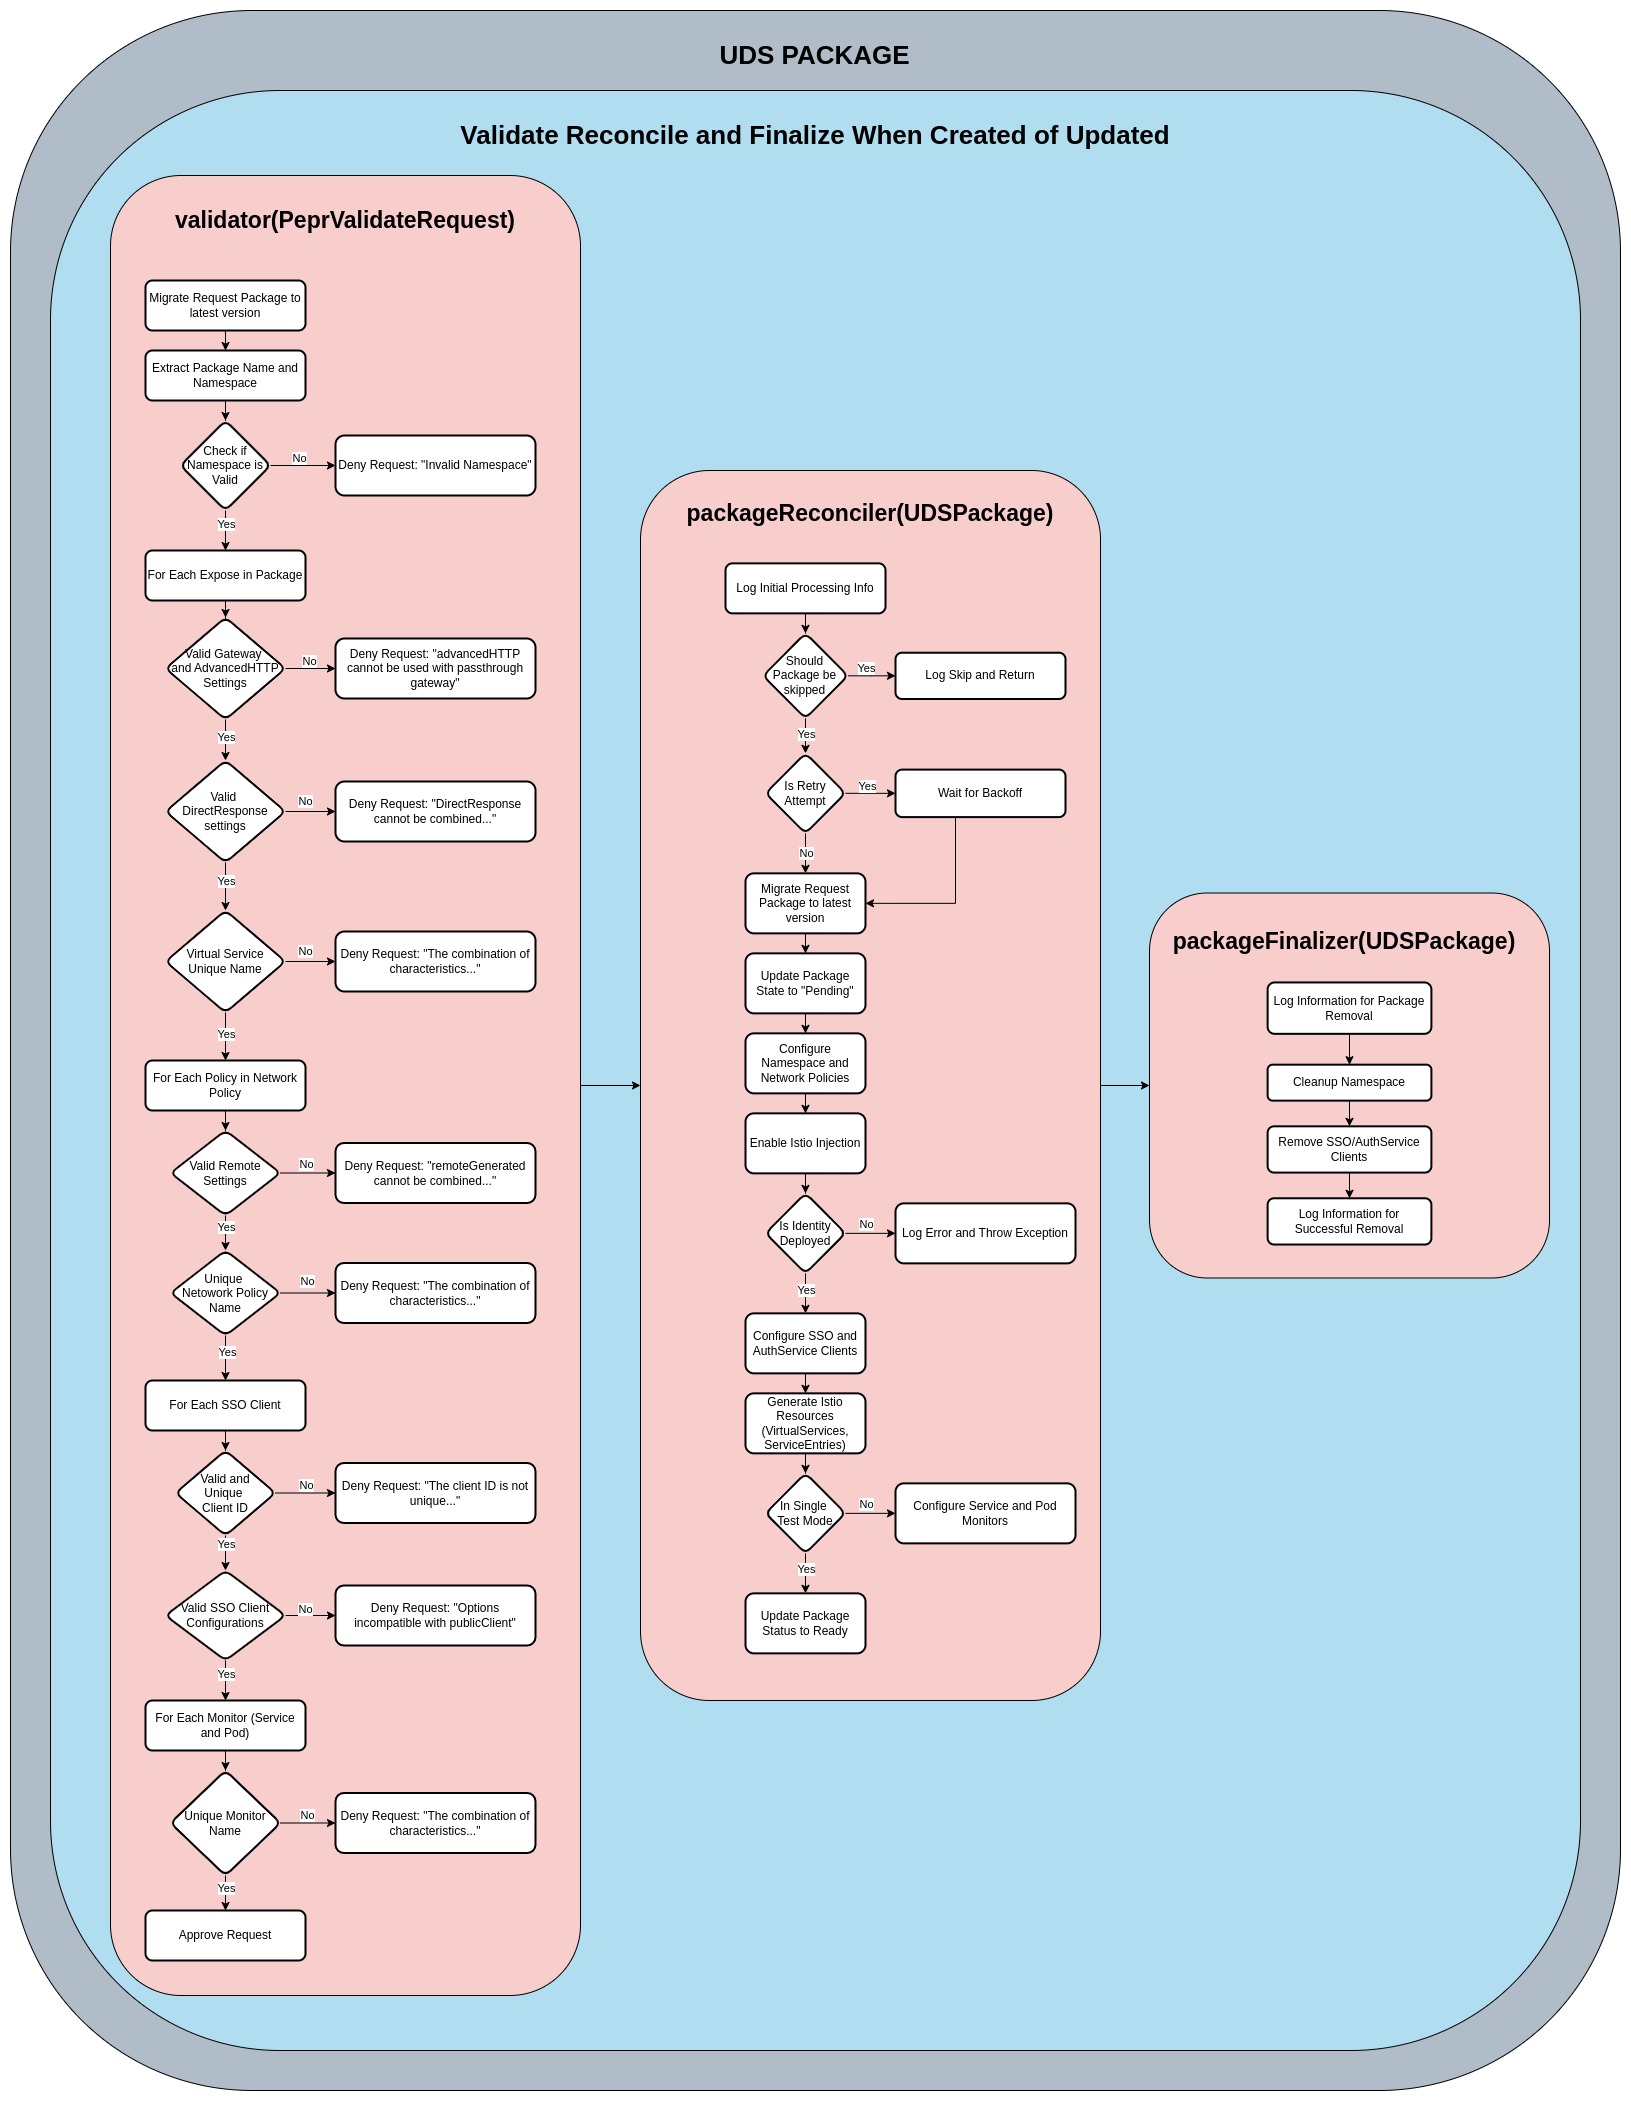 UDS PACKAGE
Validate Reconcile and Finalize When Created of Updated
validator(PeprValidateRequest)
Migrate Request Package to
latest version
Extract Package Name and
Namespace
Check if
Namespace is
Valid
No
Deny Request: "Invalid Namespace"
Yes
For Each Expose in Package
Valid Gateway
and AdvancedHTTP
Settings
No
Deny Request: "advancedHTTP
cannot be used with passthrough
gateway"
Yes
Valid
DirectResponse
settings
No
Deny Request: "DirectResponse
cannot be combined..."
Yes
Virtual Service
Unique Name
No
Deny Request: "The combination of
characteristics..."
Yes
For Each Policy in Network
Policy
Valid Remote
Settings
No
Deny Request: "remoteGenerated
cannot be combined..."
Yes
Unique
Netowork Policy
Name
No
Deny Request: "The combination of
characteristics..."
Yes
For Each SSO Client
Valid and
Unique
Client ID
No
Deny Request: "The client ID is not
unique..."
Yes
Valid SSO Client
Configurations
No
Deny Request: "Options
incompatible with publicClient"
Yes
For Each Monitor (Service
and Pod)
Unique Monitor
Name
No
Deny Request: "The combination of
characteristics..."
Yes
Approve Request
packageReconciler(UDSPackage)
Log Initial Processing Info
Should
Package be
skipped
Yes
Log Skip and Return
Yes
Is Retry
Attempt
Yes
Wait for Backoff
No
Migrate Request
Package to latest
version
Update Package
State to "Pending"
Configure
Namespace and
Network Policies
Enable Istio Injection
Is Identity
Deployed
No
Log Error and Throw Exception
Yes
Configure SSO and
AuthService Clients
Generate Istio
Resources
(VirtualServices,
ServiceEntries)
In Single
Test Mode
No
Configure Service and Pod
Monitors
Yes
Update Package
Status to Ready
packageFinalizer(UDSPackage)
Log Information for Package
Removal
Cleanup Namespace
Remove SSO/AuthService
Clients
Log Information for
Successful Removal